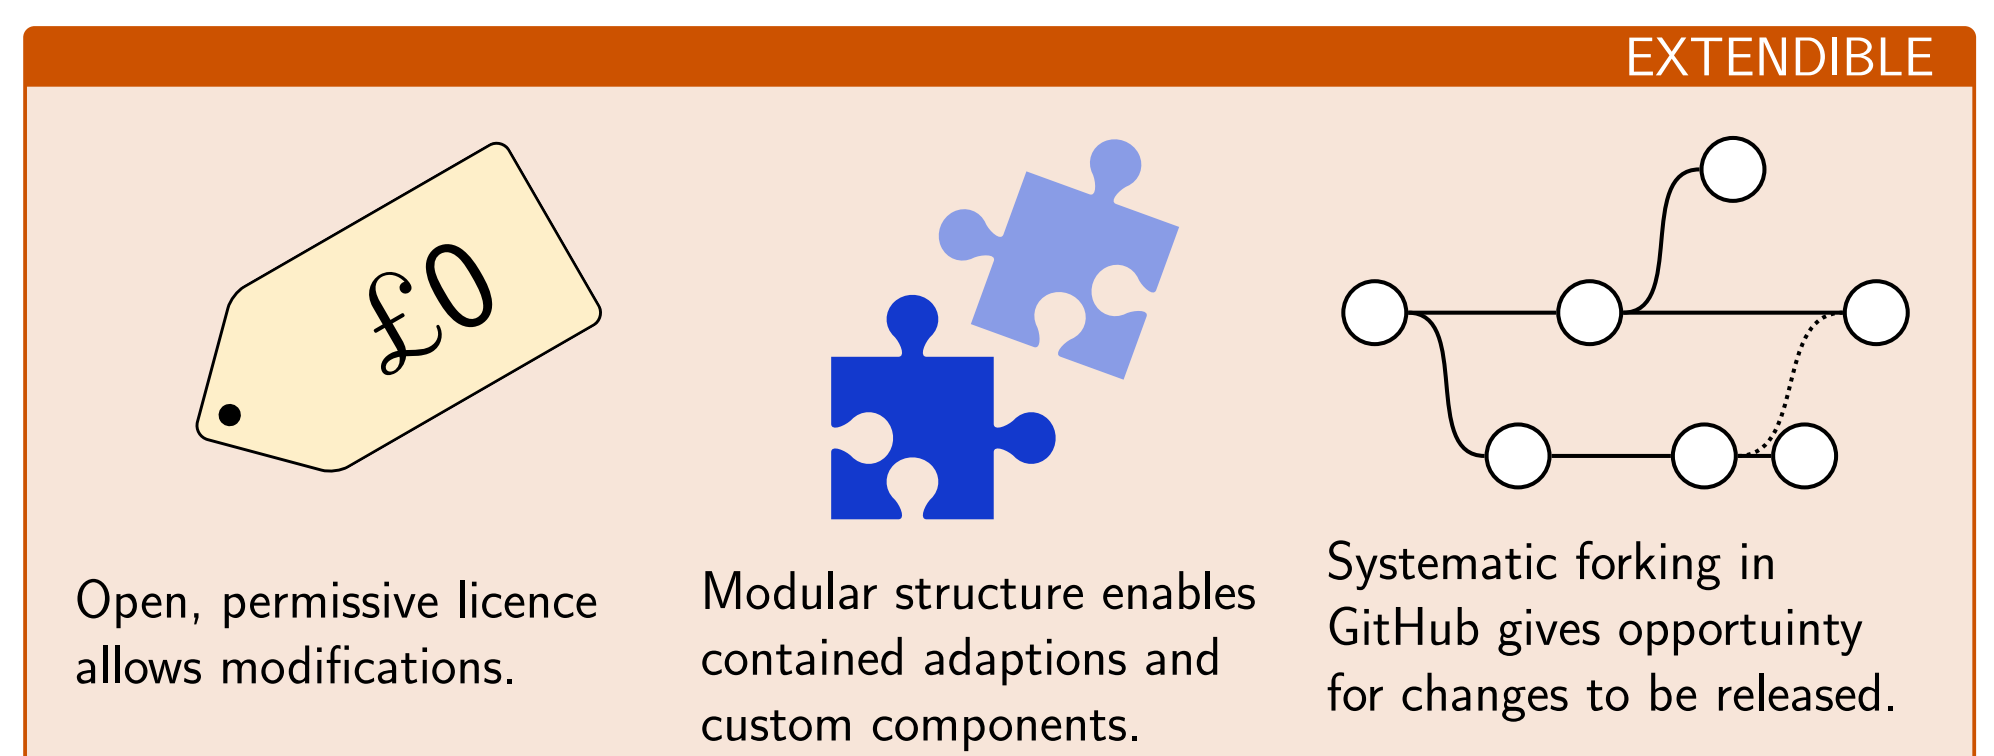 EXTENDIBLE
£0
Open, permissive licence
allows modifications.
Modular structure enables
contained adaptions and
custom components.
Systematic forking in
GitHub gives opportuinty
for changes to be released.